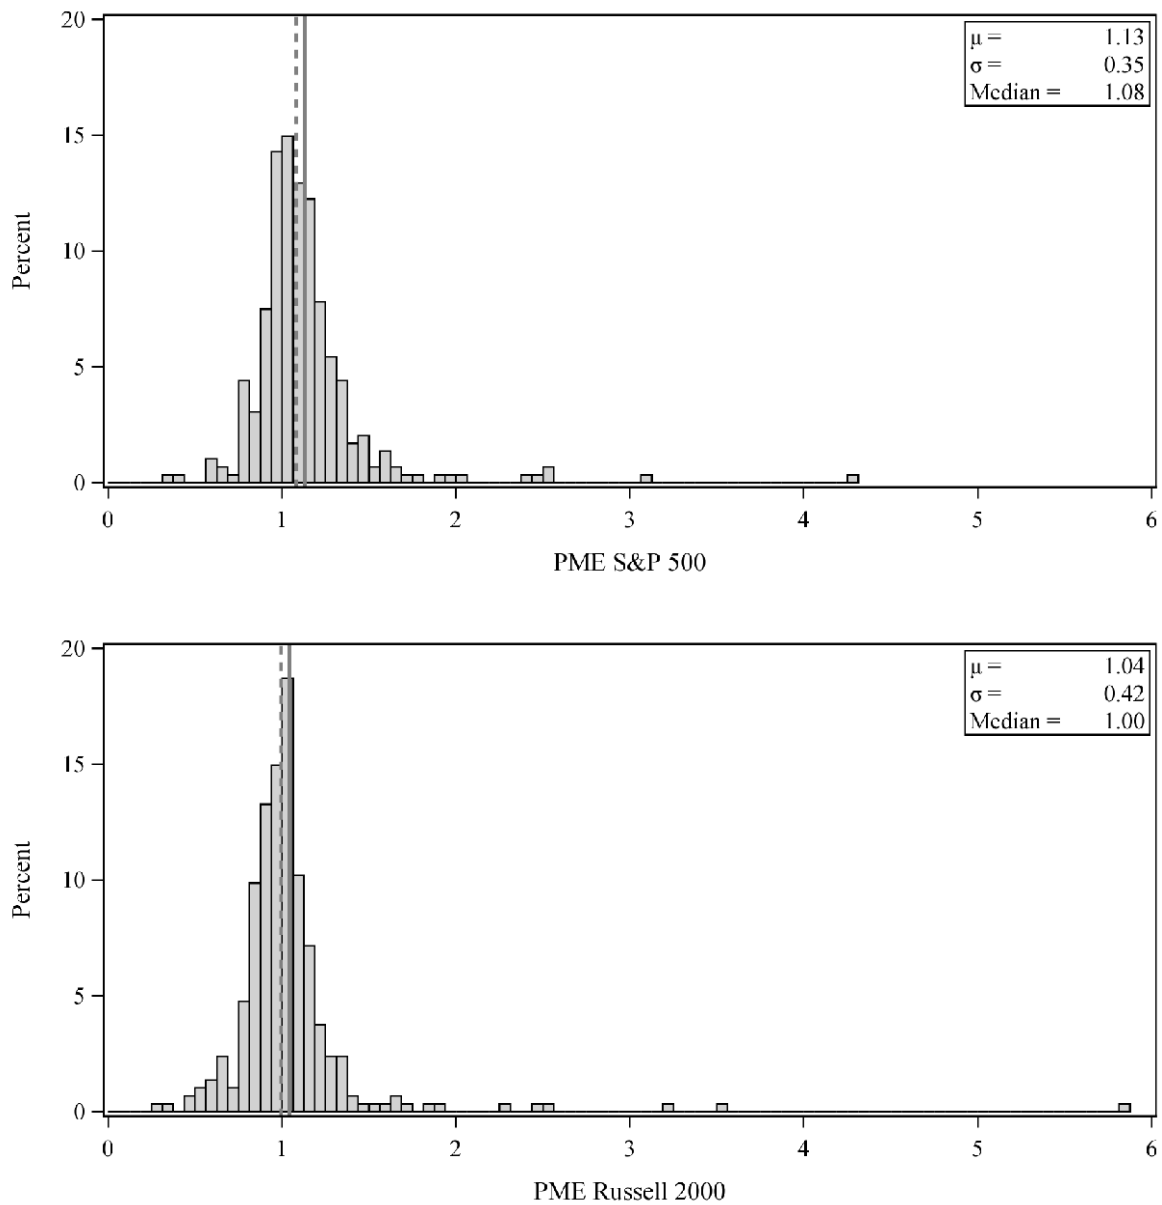 20
15
10
5
0
Percent
μ = 1.13
σ = 0.35
Median = 1.08
0 1 2 3 4 5 6
PME S&P 500
20
15
10
5
0
Percent
μ = 1.04
σ = 0.42
Median = 1.00
0 1 2 3 4 5 6
PME Russell 2000